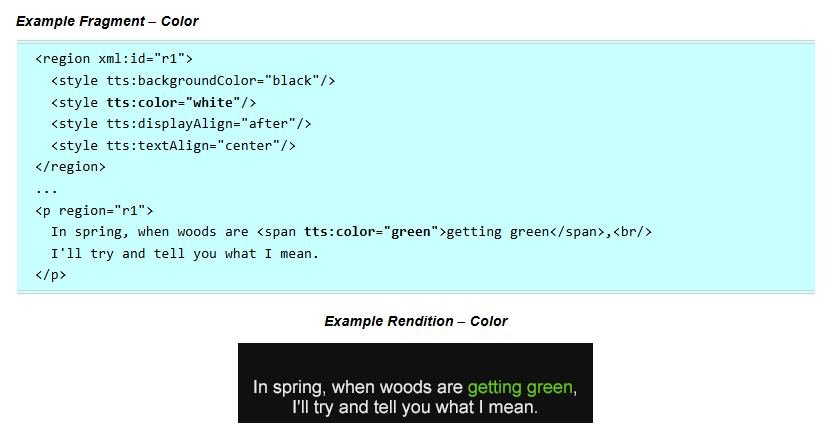 Example Fragment – Color
<region xml:id="r1">
  <style tts:backgroundColor="black"/>
  <style tts:color="white"/>
  <style tts:displayAlign="after"/>
  <style tts:textAlign="center"/>
</region>
...
<p region="r1">
  In spring, when woods are <span tts:color="green">getting green</span>,<br/>
  I'll try and tell you what I mean.
</p>
Example Rendition – Color
In spring, when woods are getting green,
I'll try and tell you what I mean.